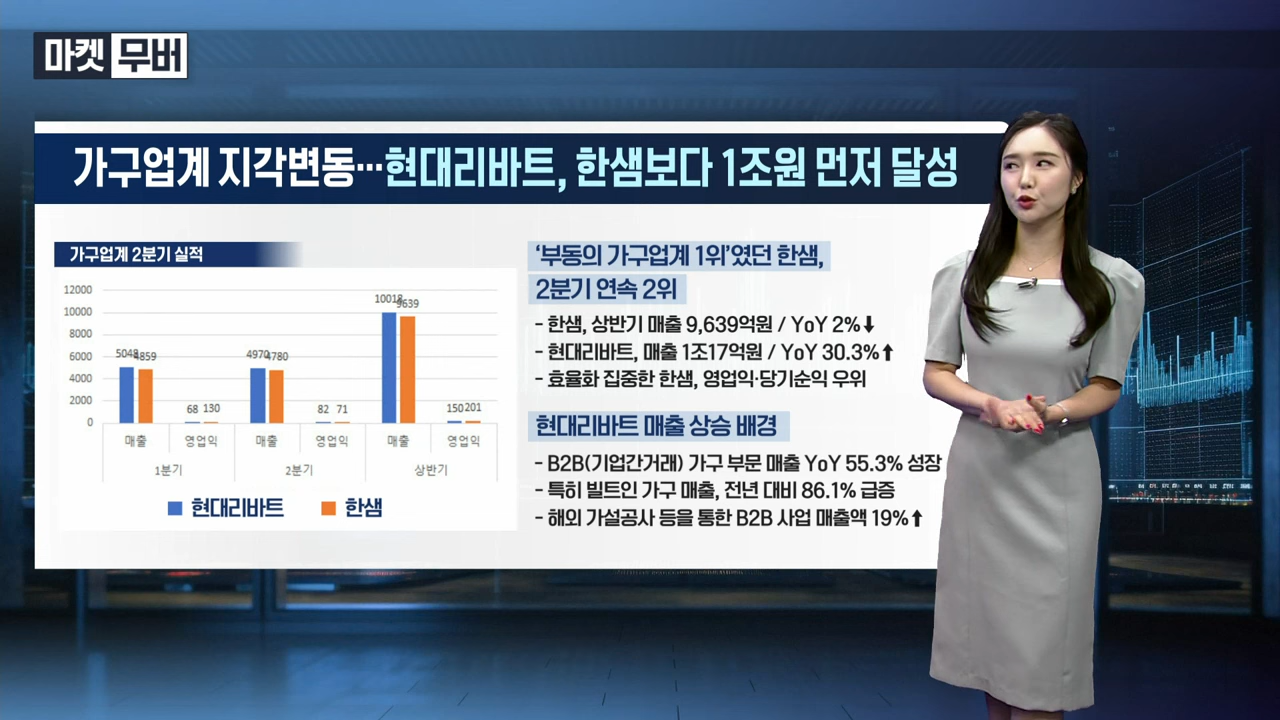 마켓무버
가구업계 지각변동…현대리바트, 한샘보다 1조원 먼저 달성
가구업계 2분기 실적
12000
10000
8000
6000
4000
2000
0
5048 4859
68 130
4970 4780
82 71
10018 9639
150 201
매출 영업익 매출 영업익 매출 영업익
1분기 2분기 상반기
현대리바트 한샘
‘부동의 가구업계 1위’였던 한샘,
2분기 연속 2위
- 한샘, 상반기 매출 9,639억원 / YoY 2%⬇
- 현대리바트, 매출 1조17억원 / YoY 30.3%⬆
- 효율화 집중한 한샘, 영업익·당기순익 우위
현대리바트 매출 상승 배경
- B2B(기업간거래) 가구 부문 매출 YoY 55.3% 성장
- 특히 빌트인 가구 매출, 전년 대비 86.1% 급증
- 해외 가설공사 등을 통한 B2B 사업 매출액 19%⬆